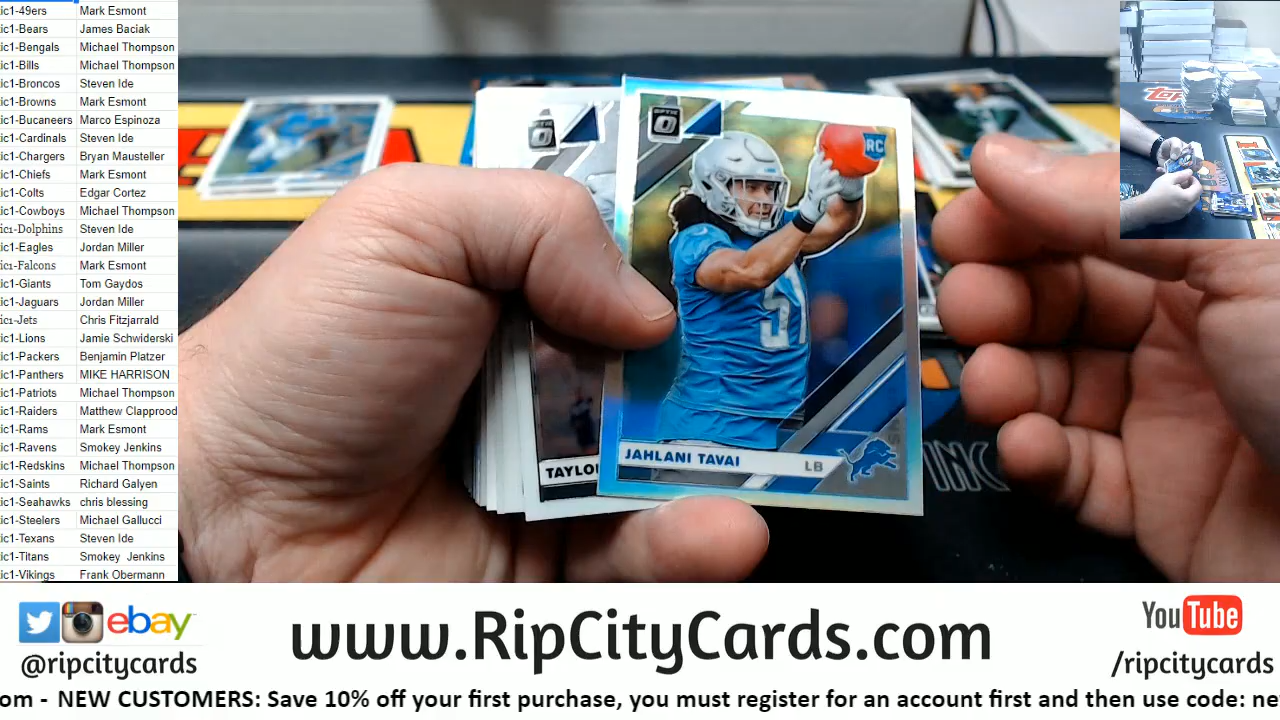 ic1-49ers Mark Esmont
ic1-Bears James Baciak
ic1-Bengals Michael Thompson
ic1-Bills Michael Thompson
ic1-Broncos Steven Ide
ic1-Browns Mark Esmont
ic1-Bucaneers Marco Espinoza
ic1-Cardinals Steven Ide
ic1-Chargers Bryan Mausteller
ic1-Chiefs Mark Esmont
ic1-Colts Edgar Cortez
ic1-Cowboys Michael Thompson
ic1-Dolphins Steven Ide
ic1-Eagles Jordan Miller
ic1-Falcons Mark Esmont
ic1-Giants Tom Gaydos
ic1-Jaguars Jordan Miller
ic1-Jets Chris Fitzjarrald
ic1-Lions Jamie Schwiderski
ic1-Packers Benjamin Platzer
ic1-Panthers MIKE HARRISON
ic1-Patriots Michael Thompson
ic1-Raiders Matthew Clapprood
ic1-Rams Mark Esmont
ic1-Ravens Smokey Jenkins
ic1-Redskins Michael Thompson
ic1-Saints Richard Galyen
ic1-Seahawks chris blessing
ic1-Steelers Michael Gallucci
ic1-Texans Steven Ide
ic1-Titans Smokey Jenkins
ic1-Vikings Frank Obermann
OPTIC
RC
51
JAHLANI TAVAI LB
TAYLO
INC
ebay
@ripcitycards
www.RipCityCards.com
YouTube
/ripcitycards
om - NEW CUSTOMERS: Save 10% off your first purchase, you must register for an account first and then use code: ne